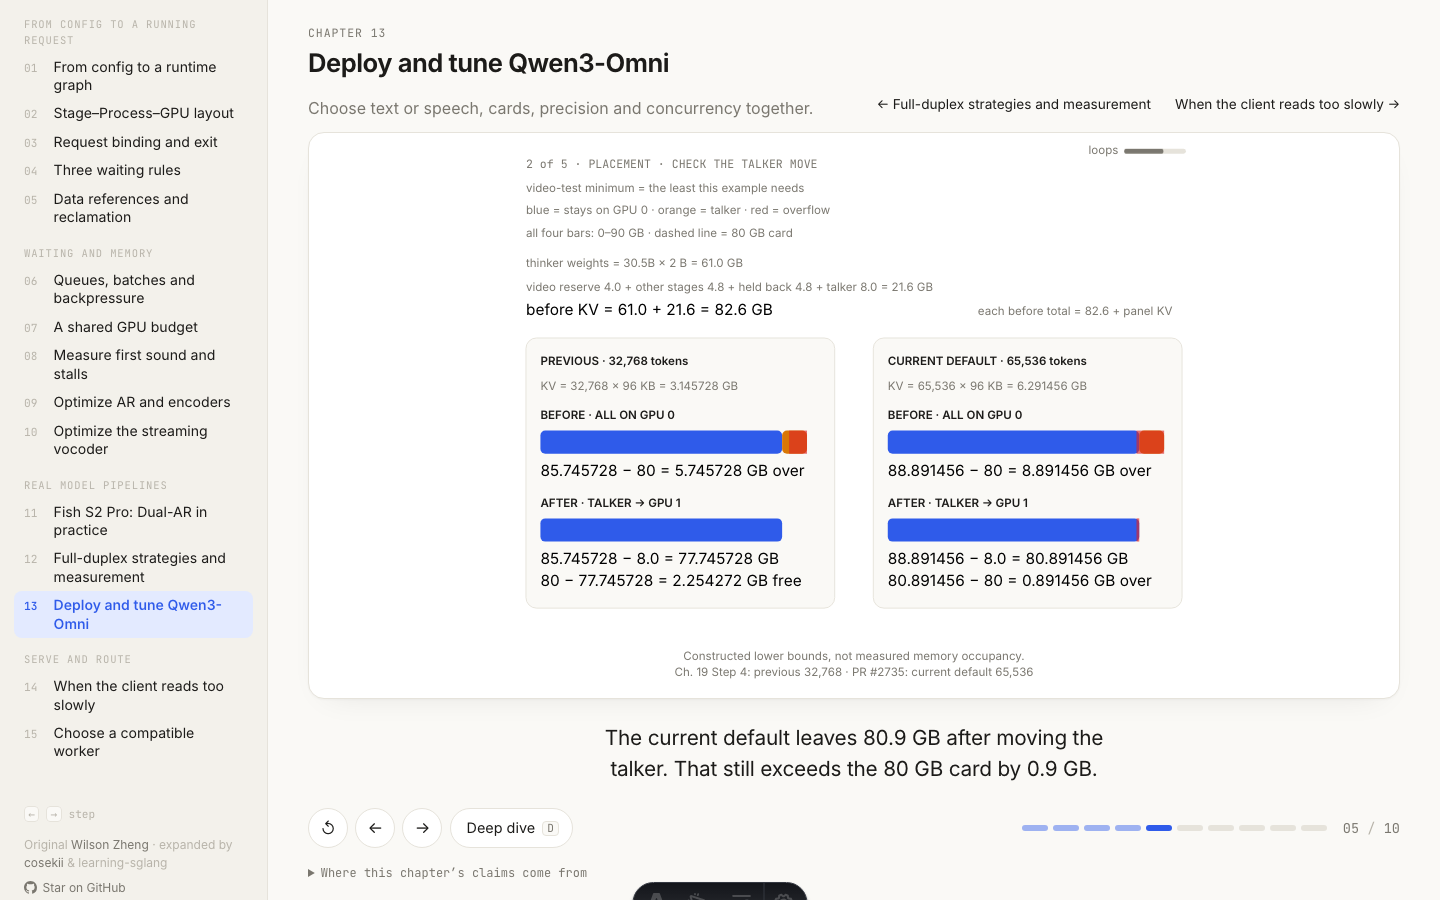 FROM CONFIG TO A RUNNING
REQUEST
01 From config to a runtime
graph
02 Stage–Process–GPU layout
03 Request binding and exit
04 Three waiting rules
05 Data references and
reclamation
WAITING AND MEMORY
06 Queues, batches and
backpressure
07 A shared GPU budget
08 Measure first sound and
stalls
09 Optimize AR and encoders
10 Optimize the streaming
vocoder
REAL MODEL PIPELINES
11 Fish S2 Pro: Dual-AR in
practice
12 Full-duplex strategies and
measurement
13 Deploy and tune Qwen3-
Omni
SERVE AND ROUTE
14 When the client reads too
slowly
15 Choose a compatible
worker
← → step
Original Wilson Zheng · expanded by
cosekii & learning-sglang
Star on GitHub
CHAPTER 13
Deploy and tune Qwen3-Omni
Choose text or speech, cards, precision and concurrency together.
← Full-duplex strategies and measurement When the client reads too slowly →
loops
2 of 5 · PLACEMENT · CHECK THE TALKER MOVE
video-test minimum = the least this example needs
blue = stays on GPU 0 · orange = talker · red = overflow
all four bars: 0–90 GB · dashed line = 80 GB card
thinker weights = 30.5B × 2 B = 61.0 GB
video reserve 4.0 + other stages 4.8 + held back 4.8 + talker 8.0 = 21.6 GB
before KV = 61.0 + 21.6 = 82.6 GB
each before total = 82.6 + panel KV
PREVIOUS · 32,768 tokens
KV = 32,768 × 96 KB = 3.145728 GB
BEFORE · ALL ON GPU 0
85.745728 − 80 = 5.745728 GB over
AFTER · TALKER → GPU 1
85.745728 − 8.0 = 77.745728 GB
80 − 77.745728 = 2.254272 GB free
CURRENT DEFAULT · 65,536 tokens
KV = 65,536 × 96 KB = 6.291456 GB
BEFORE · ALL ON GPU 0
88.891456 − 80 = 8.891456 GB over
AFTER · TALKER → GPU 1
88.891456 − 8.0 = 80.891456 GB
80.891456 − 80 = 0.891456 GB over
Constructed lower bounds, not measured memory occupancy.
Ch. 19 Step 4: previous 32,768 · PR #2735: current default 65,536
The current default leaves 80.9 GB after moving the
talker. That still exceeds the 80 GB card by 0.9 GB.
← → Deep dive D
05 / 10
▶ Where this chapter’s claims come from